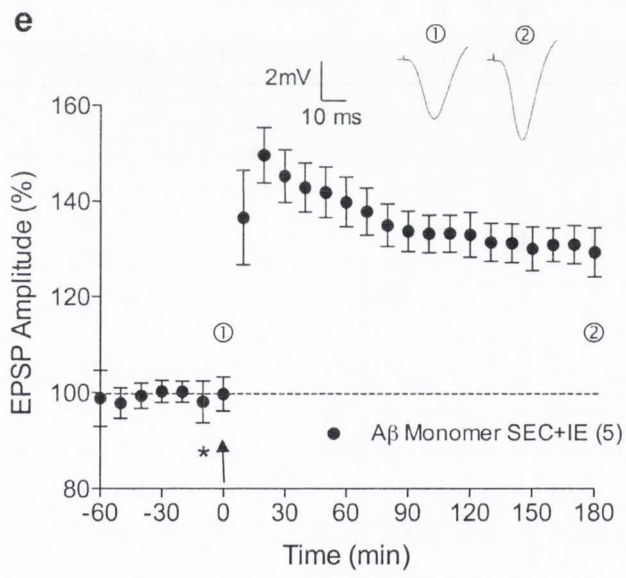 e
① ②
2mV
10 ms
EPSP Amplitude (%)
160
140
120
100
80
① ②
Aβ Monomer SEC+IE (5)
*
-60 -30 0 30 60 90 120 150 180
Time (min)